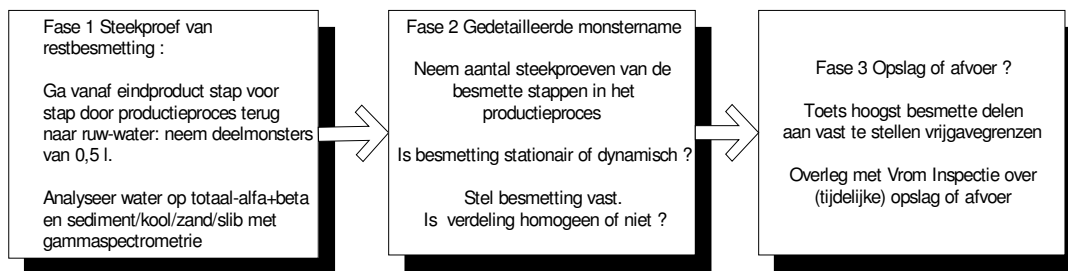 Fase 1 Steekproef van
restbesmetting :
Ga vanaf eindproduct stap voor
stap door productieproces terug
naar ruw-water: neem deelmonsters
van 0,5 l.
Analyseer water op totaal-alfa+beta
en sediment/kool/zand/slib met
gammaspectrometrie
Fase 2 Gedetailleerde monstername
Neem aantal steekproeven van de
besmette stappen in het
productieproces
Is besmetting stationair of dynamisch ?
Stel besmetting vast.
Is verdeling homogeen of niet ?
Fase 3 Opslag of afvoer ?
Toets hoogst besmette delen
aan vast te stellen vrijgavegrenzen
Overleg met Vrom Inspectie over
(tijdelijke) opslag of afvoer